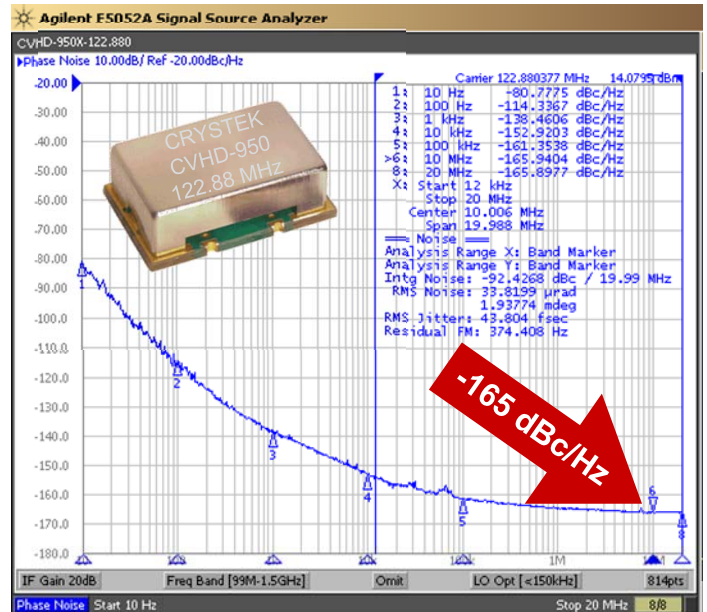 Agilent E5052A Signal Source Analyzer
CVHD-950X-122.880
▶Phase Noise 10.00dB/ Ref -20.00dBc/Hz
Carrier 122.880377 MHz 14.0795 dBm
1: 10 Hz -80.7775 dBc/Hz
2: 100 Hz -114.3367 dBc/Hz
3: 1 kHz -138.4606 dBc/Hz
4: 10 kHz -152.9203 dBc/Hz
5: 100 kHz -161.3538 dBc/Hz
>6: 10 MHz -165.9404 dBc/Hz
8: 20 MHz -165.8977 dBc/Hz
X: Start 12 kHz
Stop 20 MHz
Center 10.006 MHz
Span 19.988 MHz
=== Noise ===
Analysis Range X: Band Marker
Analysis Range Y: Band Marker
Intg Noise: -92.4268 dBc / 19.99 MHz
RMS Noise: 33.8199 µrad
1.93774 mdeg
RMS Jitter: 43.804 fsec
Residual FM: 374.408 Hz
CRYSTEK
CVHD-950
122.88 MHz
-20.00
-30.00
-40.00
-50.00
-60.00
-70.00
-80.00
-90.00
-100.0
-110.0
-120.0
-130.0
-140.0
-150.0
-160.0
-170.0
-180.0
1
2
3
4
5
6
8
-165 dBc/Hz
1M
IF Gain 20dB Freq Band [99M-1.5GHz] Omit LO Opt [<150kHz] 814pts
Phase Noise Start 10 Hz Stop 20 MHz 8/8